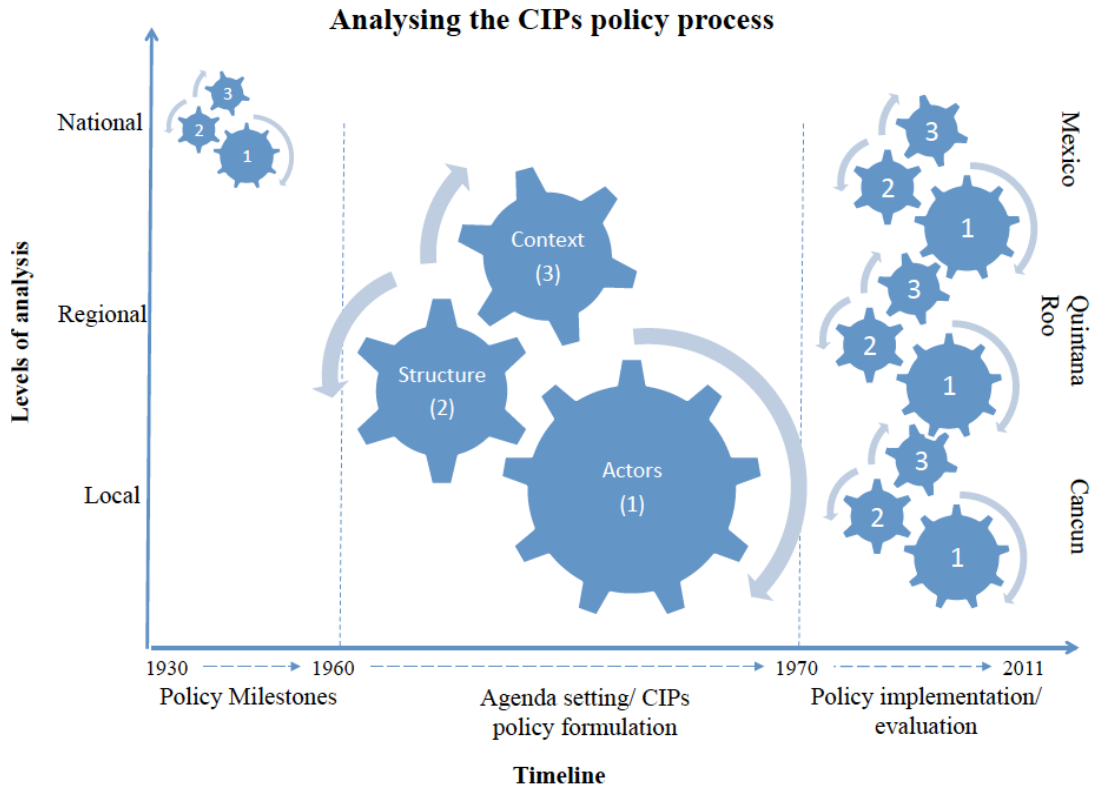 Analysing the CIPs policy process
Levels of analysis
National
Regional
Local
3
2
1
Context
(3)
Structure
(2)
Actors
(1)
3
2
1
Mexico
3
2
1
Quintana
Roo
3
2
1
Cancun
1930
1960
1970
2011
Policy Milestones
Agenda setting/ CIPs
policy formulation
Policy implementation/
evaluation
Timeline